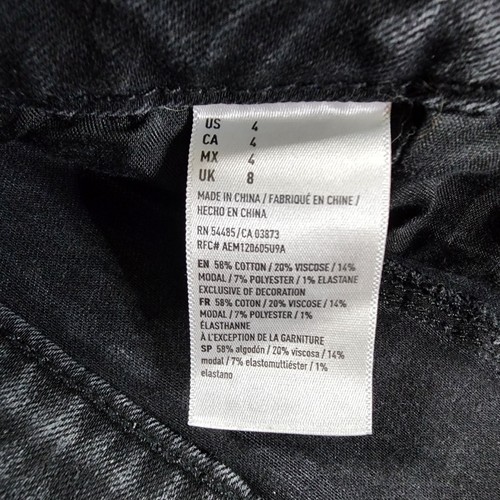 US 4
CA 4
MX 4
UK 8
MADE IN CHINA / FABRIQUÉ EN CHINE /
HECHO EN CHINA
RN 54485 / CA 03873
RFC# AEM120605U9A
EN 58% COTTON / 20% VISCOSE / 14%
MODAL / 7% POLYESTER / 1% ELASTANE
EXCLUSIVE OF DECORATION
FR 58% COTON / 20% VISCOSE / 14%
MODAL / 7% POLYESTER / 1%
ÉLASTHANNE
À L'EXCEPTION DE LA GARNITURE
SP 58% algodón / 20% viscose / 14%
modal / 7% elastomultiéster / 1%
elastano